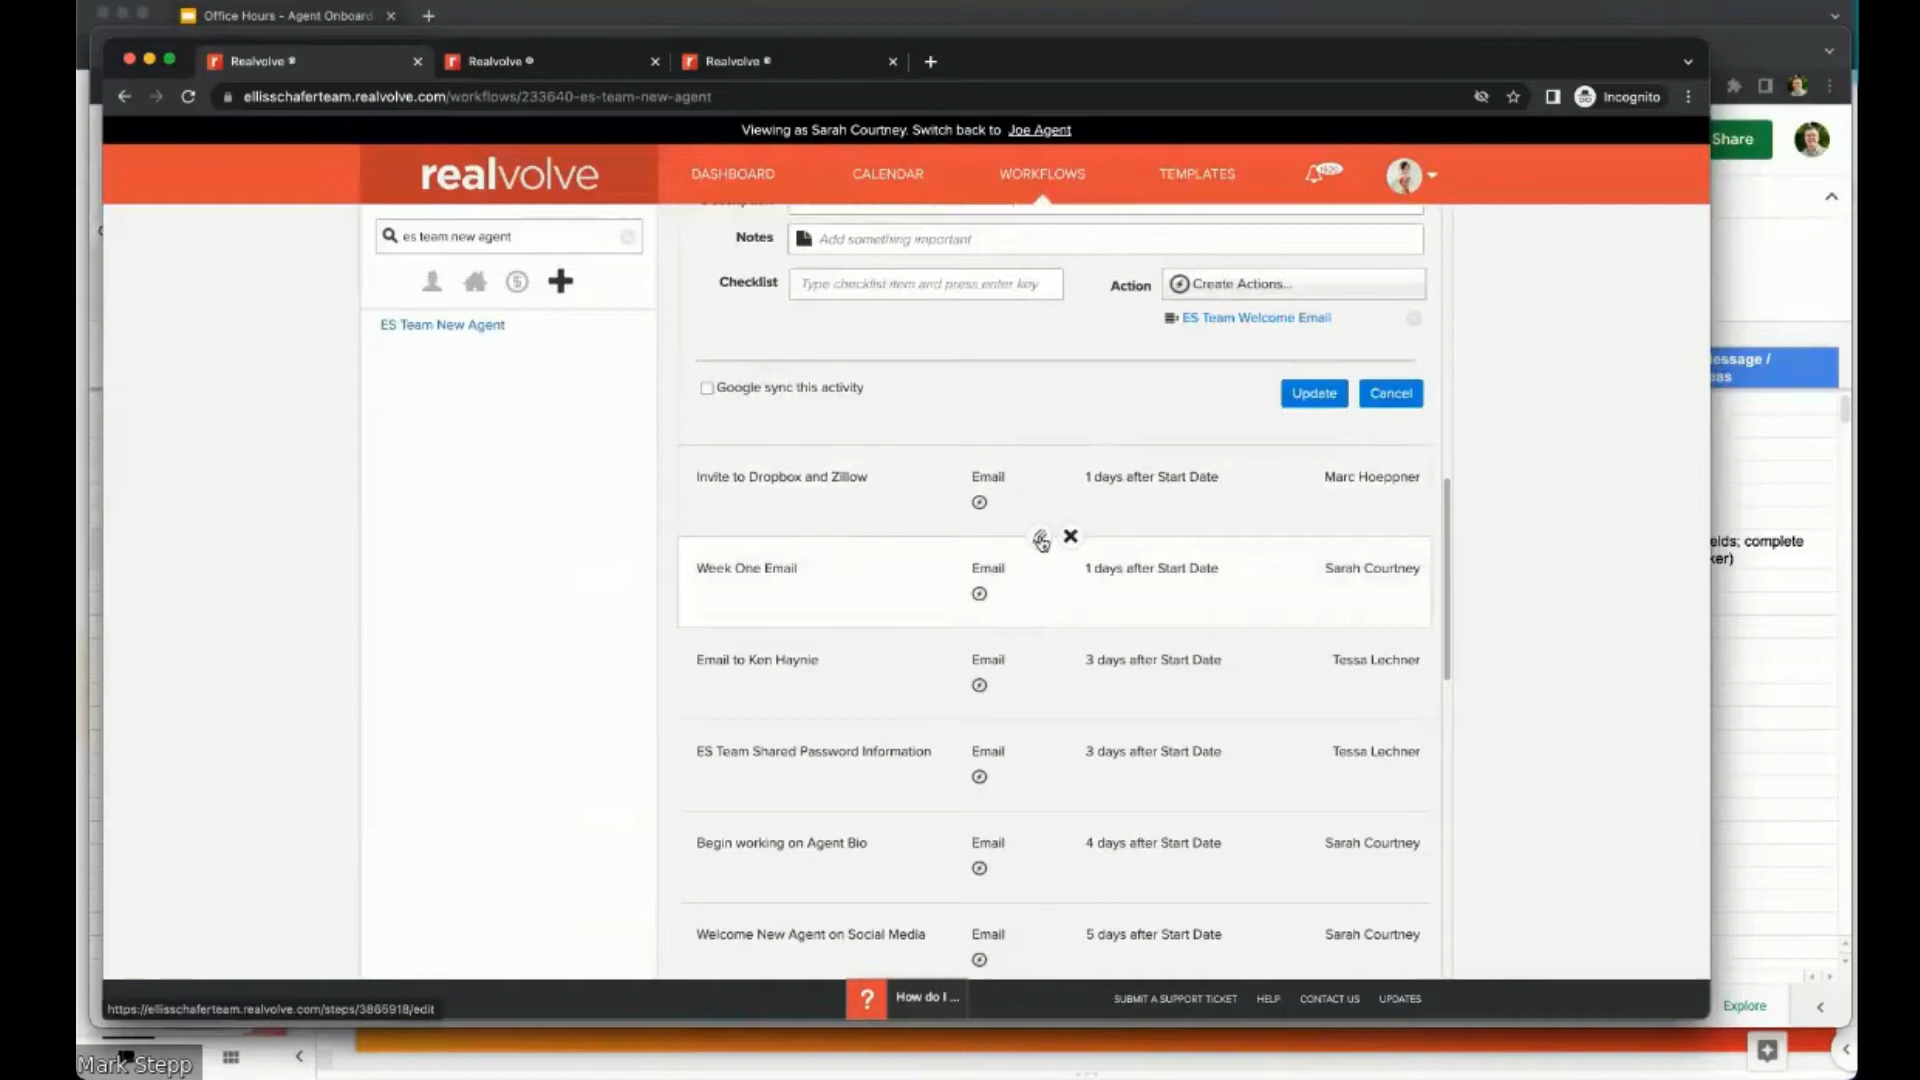 Office Hours - Agent Onboard
Realvolve ®
Realvolve ®
Realvolve ®
ellisschaferteam.realvolve.com/workflows/233640-es-team-new-agent
Incognito
Viewing as Sarah Courtney. Switch back to Joe Agent
Share
realvolve
DASHBOARD
CALENDAR
WORKFLOWS
TEMPLATES
es team new agent
ES Team New Agent
Notes
Add something important
Checklist
Type checklist item and press enter key
Action
Create Actions...
ES Team Welcome Email
Google sync this activity
Update
Cancel
Invite to Dropbox and Zillow Email 1 days after Start Date Marc Hoeppner
Week One Email Email 1 days after Start Date Sarah Courtney
Email to Ken Haynie Email 3 days after Start Date Tessa Lechner
ES Team Shared Password Information Email 3 days after Start Date Tessa Lechner
Begin working on Agent Bio Email 4 days after Start Date Sarah Courtney
Welcome New Agent on Social Media Email 5 days after Start Date Sarah Courtney
essage /
eas
elds; complete
ker)
https://ellisschaferteam.realvolve.com/steps/3865918/edit
? How do I ...
SUBMIT A SUPPORT TICKET
HELP
CONTACT US
UPDATES
Explore
Mark Stepp